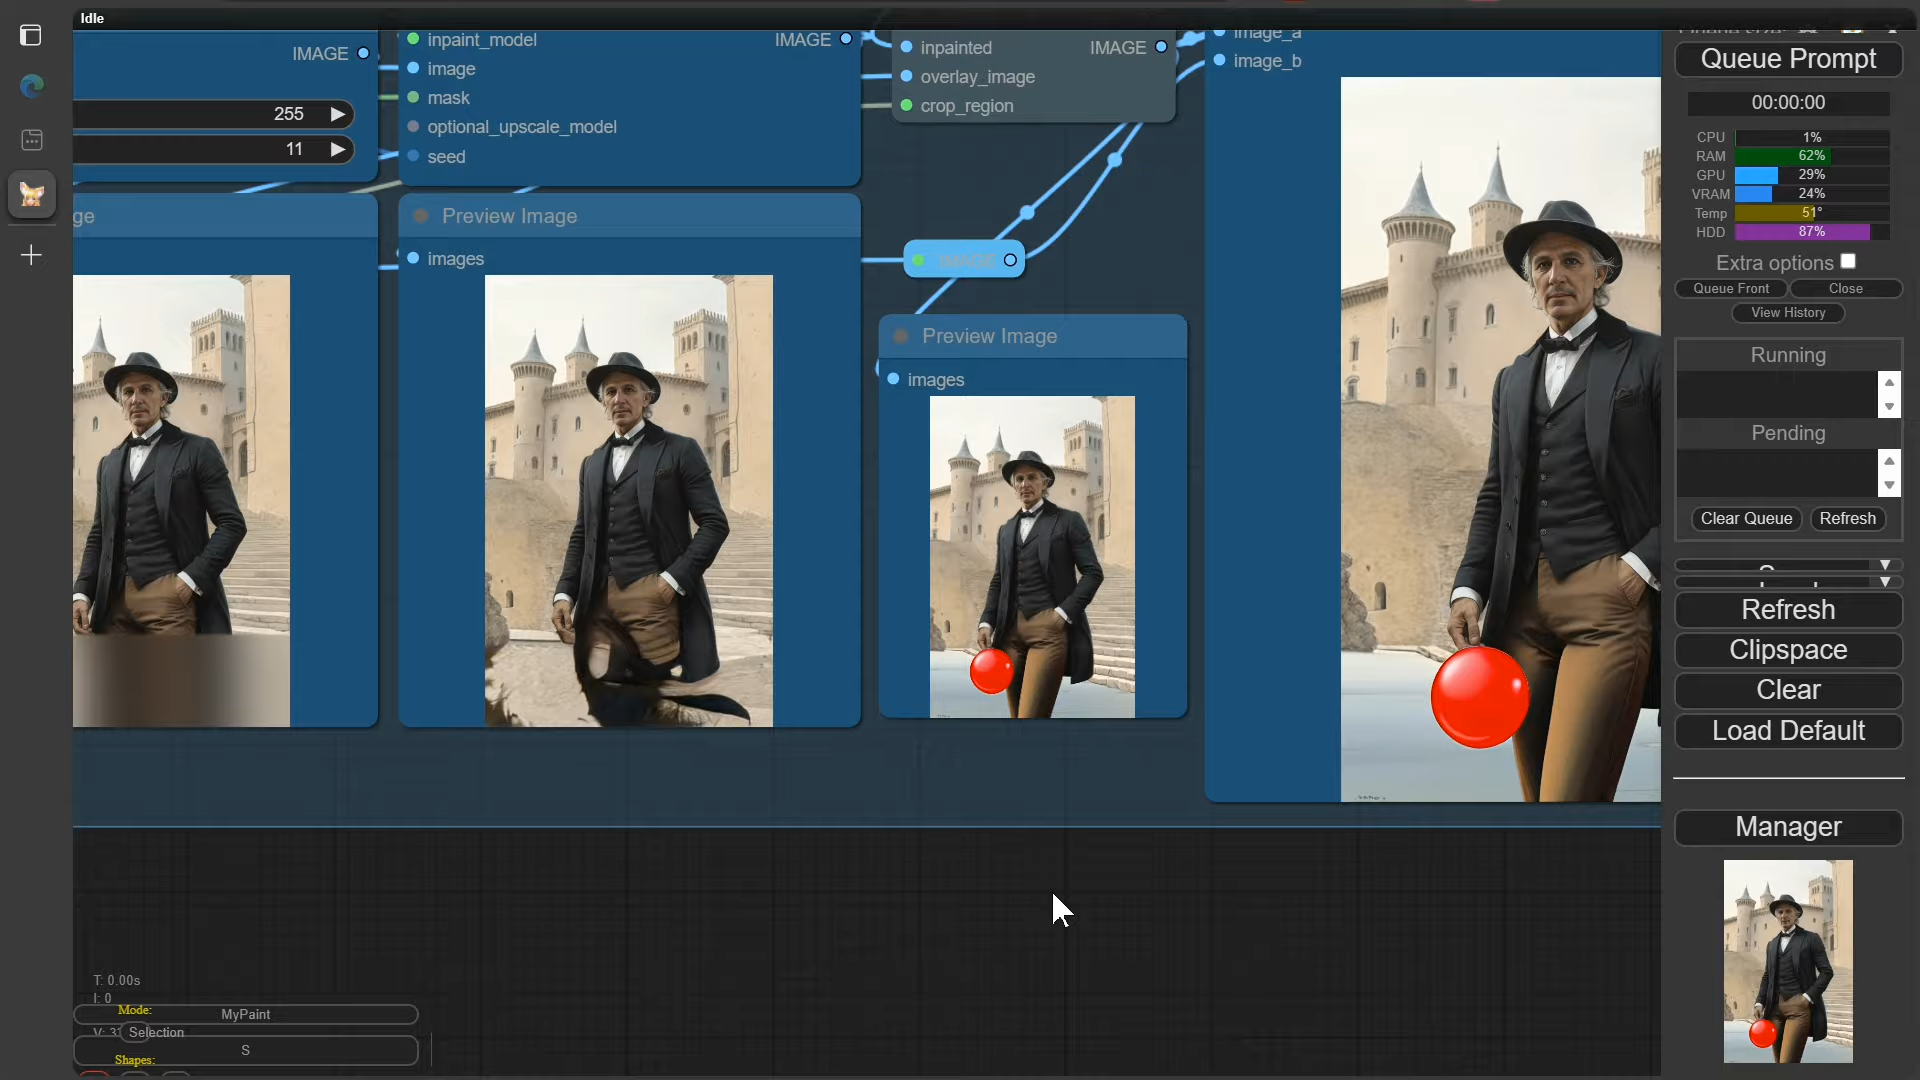 Idle
IMAGE
255
11
ge
inpaint_model
IMAGE
image
mask
optional_upscale_model
seed
Preview Image
images
inpainted
IMAGE
overlay_image
crop_region
IMAGE
Preview Image
images
image_a
image_b
Queue Prompt
00:00:00
CPU 1%
RAM 62%
GPU 29%
VRAM 24%
Temp 51°
HDD 87%
Extra options
Queue Front
Close
View History
Running
Pending
Clear Queue
Refresh
Refresh
Clipspace
Clear
Load Default
Manager
T: 0.00s
I: 0
Mode:
MyPaint
Selection
S
Shapes: